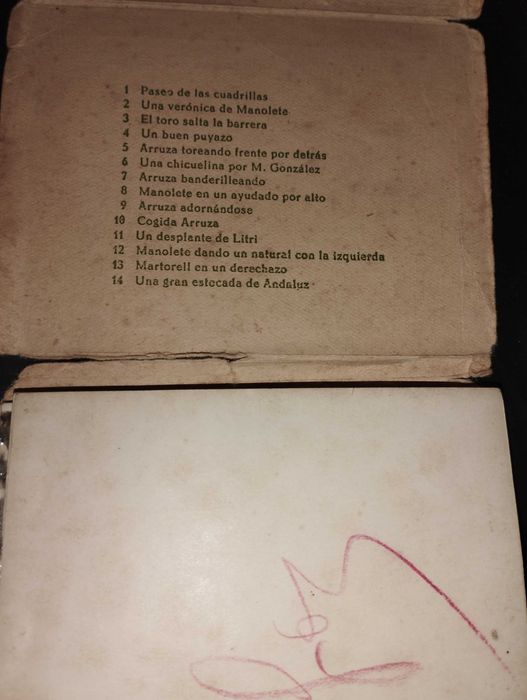 1 Paseo de las cuadrillas
2 Una verónica de Manolete
3 El toro salta la barrera
4 Un buen puyazo
5 Arruza toreando frente por detrás
6 Una chicuelina por M. González
7 Arruza banderilleando
8 Manolete en un ayudado por alto
9 Arruza adornándose
10 Cogida Arruza
11 Un desplante de Litri
12 Manolete dando un natural con la izquierda
13 Martorell en un derechazo
14 Una gran estocada de Andaluz